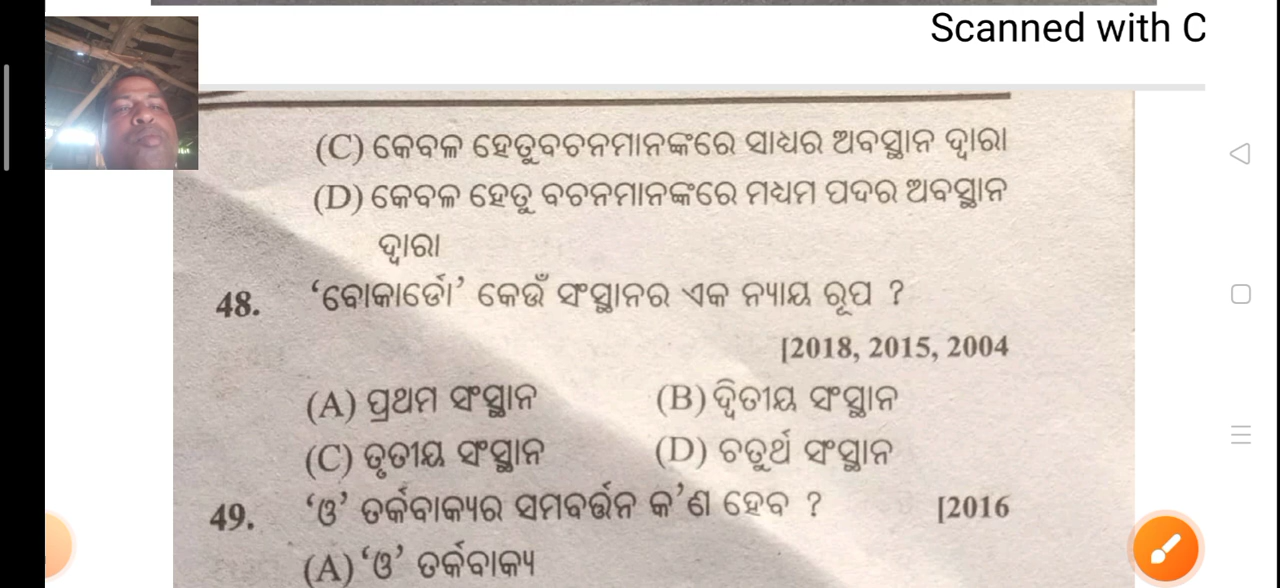 Scanned with C
(C) କେବଳ ହେତୁବଚନମାନଙ୍କରେ ସାଧ୍ୟର ଅବସ୍ଥାନ ଦ୍ୱାରା
(D) କେବଳ ହେତୁ ବଚନମାନଙ୍କରେ ମଧ୍ୟମ ପଦର ଅବସ୍ଥାନ
ଦ୍ୱାରା
48. ‘ବୋକାର୍ଡୋ’ କେଉଁ ସଂସ୍ଥାନର ଏକ ନ୍ୟାୟ ରୂପ ?
[2018, 2015, 2004
(A) ପ୍ରଥମ ସଂସ୍ଥାନ (B) ଦ୍ୱିତୀୟ ସଂସ୍ଥାନ
(C) ତୃତୀୟ ସଂସ୍ଥାନ (D) ଚତୁର୍ଥ ସଂସ୍ଥାନ
49. ‘ଓ’ ତର୍କବାକ୍ୟର ସମବର୍ତ୍ତନ କ’ଣ ହେବ ? [2016
(A) ‘ଓ’ ତର୍କବାକ୍ୟ